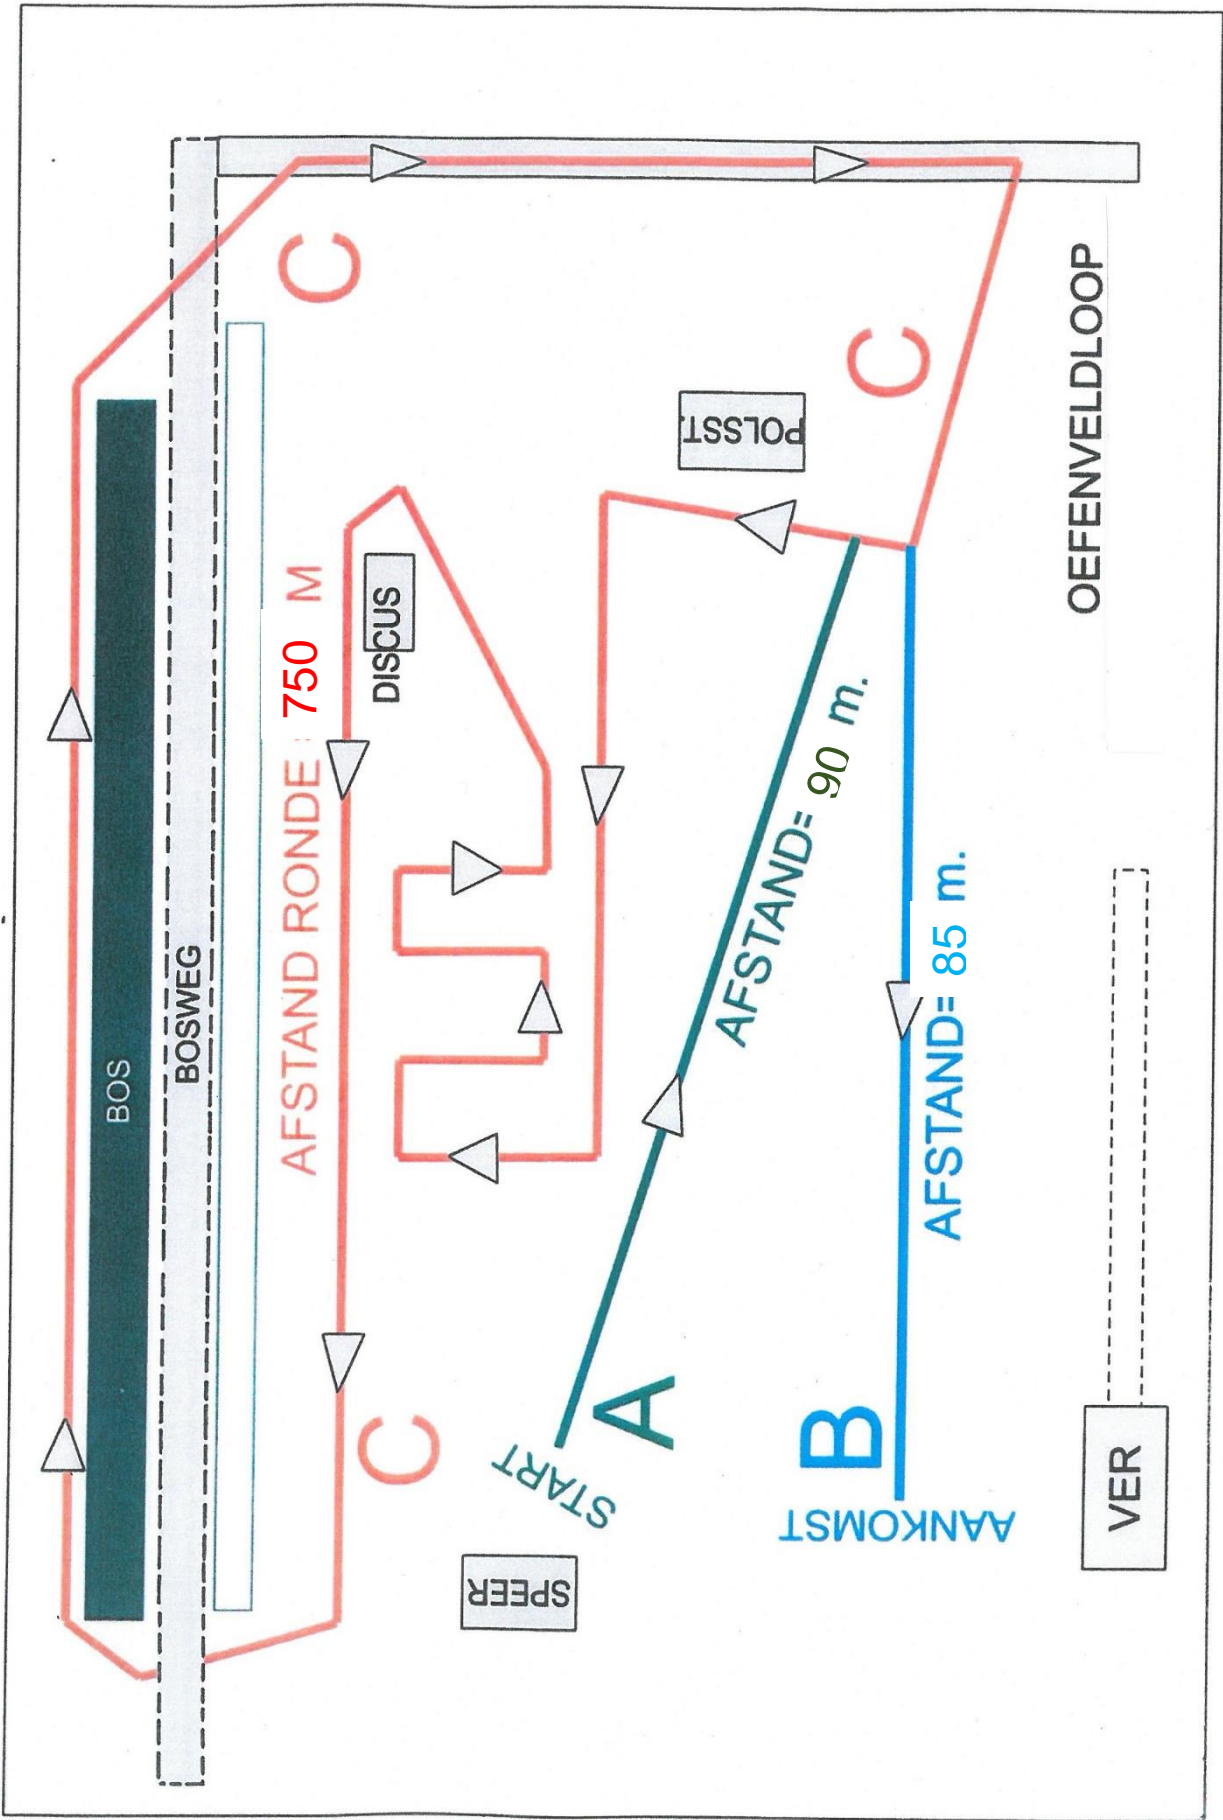 BOS
BOSWEG
AFSTAND RONDE : 750 M
C
C
C
DISCUS
POLSST.
OEFENVELDLOOP
AFSTAND= 90 m.
START
A
AFSTAND= 85 m.
B
AANKOMST
SPEER
VER